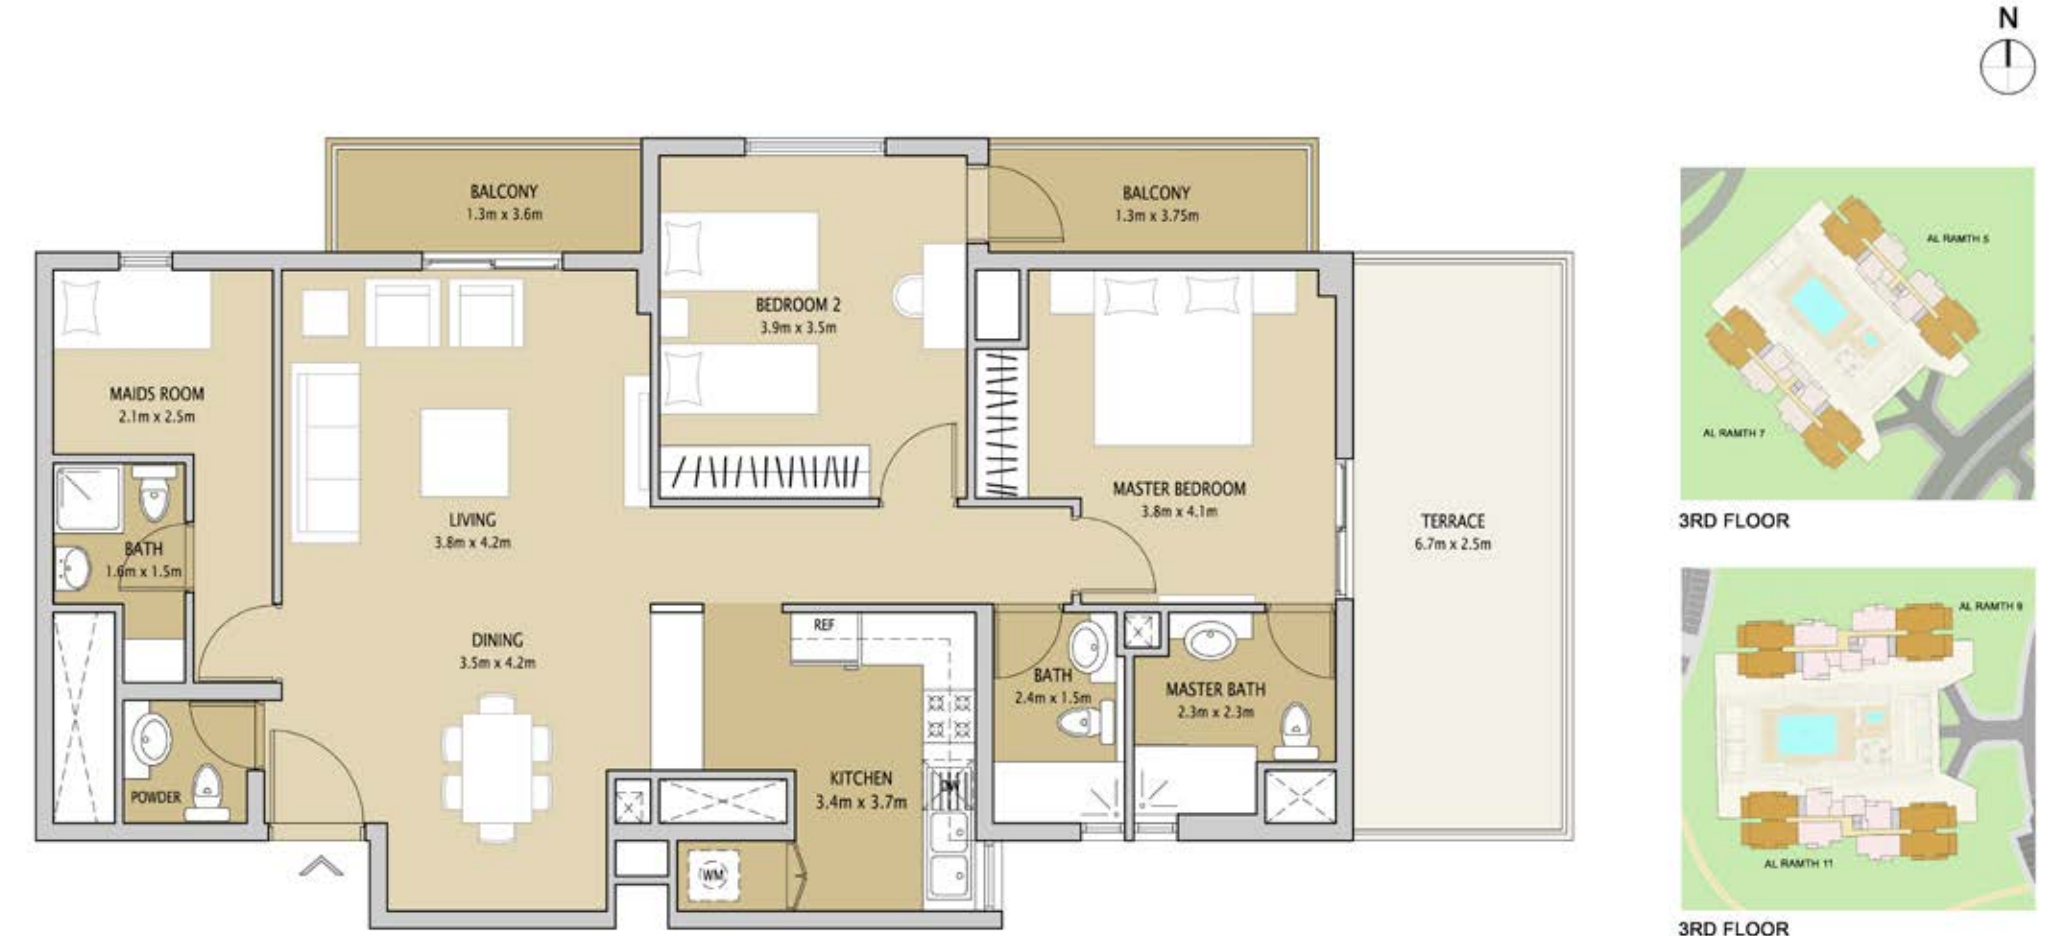 N
BALCONY
1.3m x 3.6m
BALCONY
1.3m x 3.75m
BEDROOM 2
3.9m x 3.5m
MAIDS ROOM
2.1m x 2.5m
MASTER BEDROOM
3.8m x 4.1m
LIVING
3.8m x 4.2m
TERRACE
6.7m x 2.5m
BATH
1.6m x 1.5m
DINING
3.5m x 4.2m
REF
BATH
2.4m x 1.5m
MASTER BATH
2.3m x 2.3m
POWDER
KITCHEN
3.4m x 3.7m
DW
WM
AL RAMTH 5
AL RAMTH 7
3RD FLOOR
AL RAMTH 9
AL RAMTH 11
3RD FLOOR